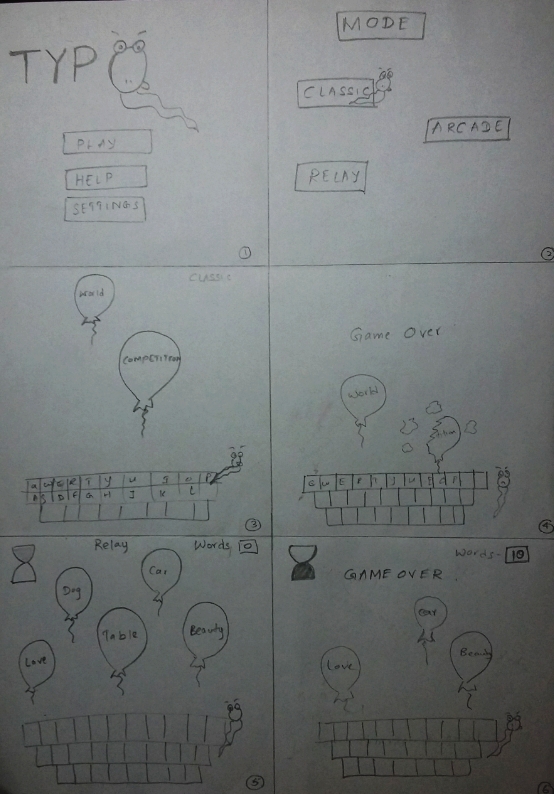 TYP
PLAY
HELP
SETTINGS
1
MODE
CLASSIC
ARCADE
RELAY
2
CLASSIC
World
COMPETITION
Q W E R T Y U I O P
A S D F G H J K L
3
Game Over
World
4
Relay
Words 0
Dog
Car
Table
Beauty
Love
5
Words- 10
GAME OVER.
Car
Love
Beauty
6